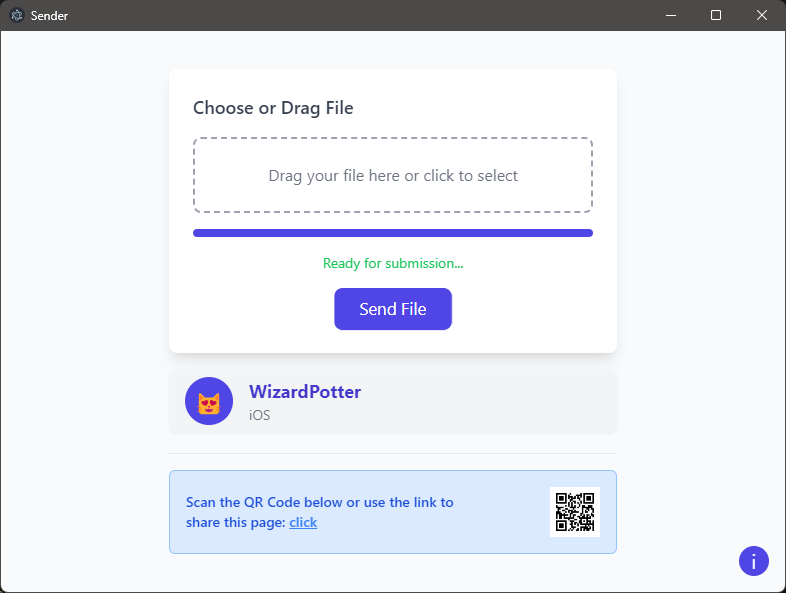 Sender
Choose or Drag File
Drag your file here or click to select
Ready for submission...
Send File
WizardPotter
iOS
Scan the QR Code below or use the link to
share this page: click
i